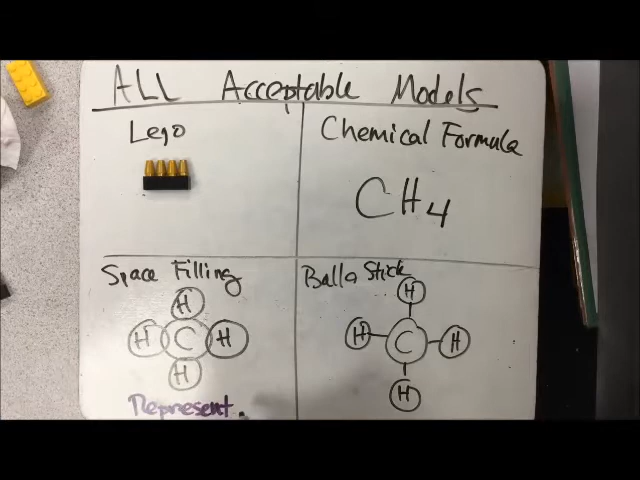 ALL Acceptable Models
Lego
Chemical Formula
CH4
Space Filling
H
H C H
H
Ball & Stick
H
H C H
H
Represent.